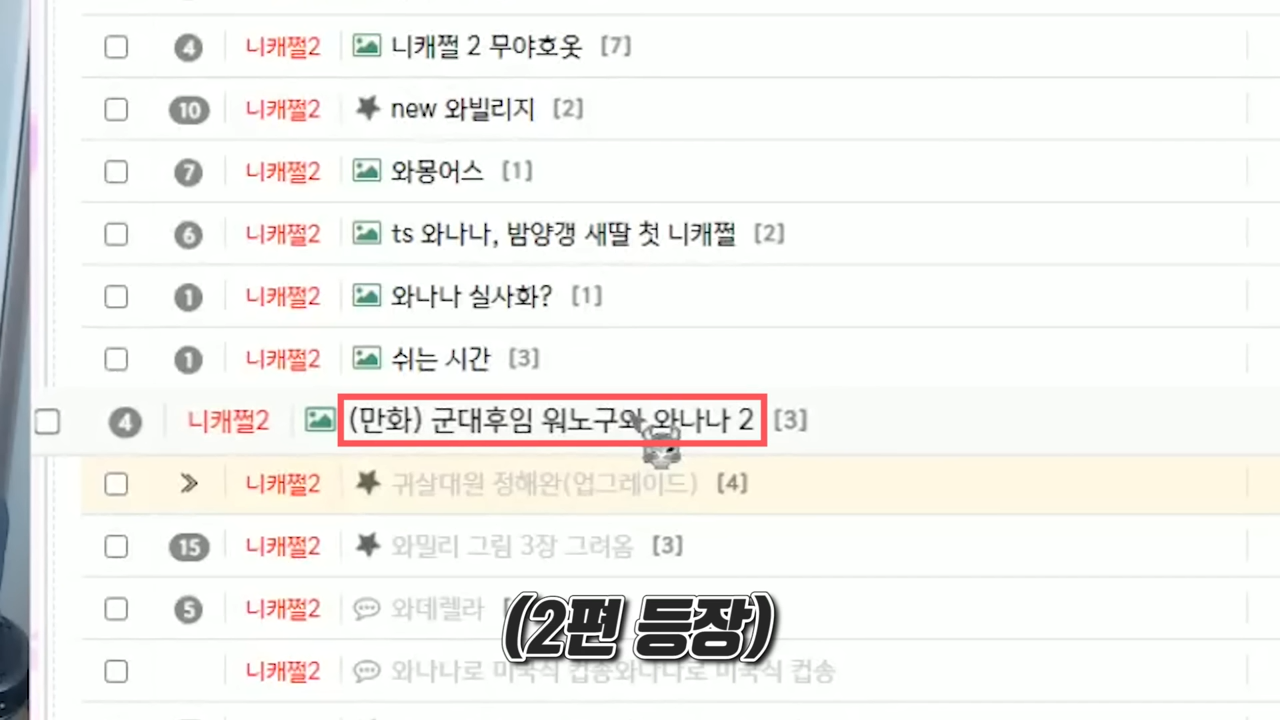 4 니캐쩔2 니캐쩔 2 무야호옷 [7]
10 니캐쩔2 new 와빌리지 [2]
7 니캐쩔2 와몽어스 [1]
6 니캐쩔2 ts 와나나, 밤양갱 새딸 첫 니캐쩔 [2]
1 니캐쩔2 와나나 실사화? [1]
1 니캐쩔2 쉬는 시간 [3]
4 니캐쩔2 (만화) 군대후임 워노구와 와나나 2 [3]
니캐쩔2 귀살대원 정해완(업그레이드) [4]
15 니캐쩔2 와밀리 그림 3장 그려옴 [3]
5 니캐쩔2 와데렐라
(2편 등장)
니캐쩔2 와나나로 미국식 컵송와나나로 미국식 컵송